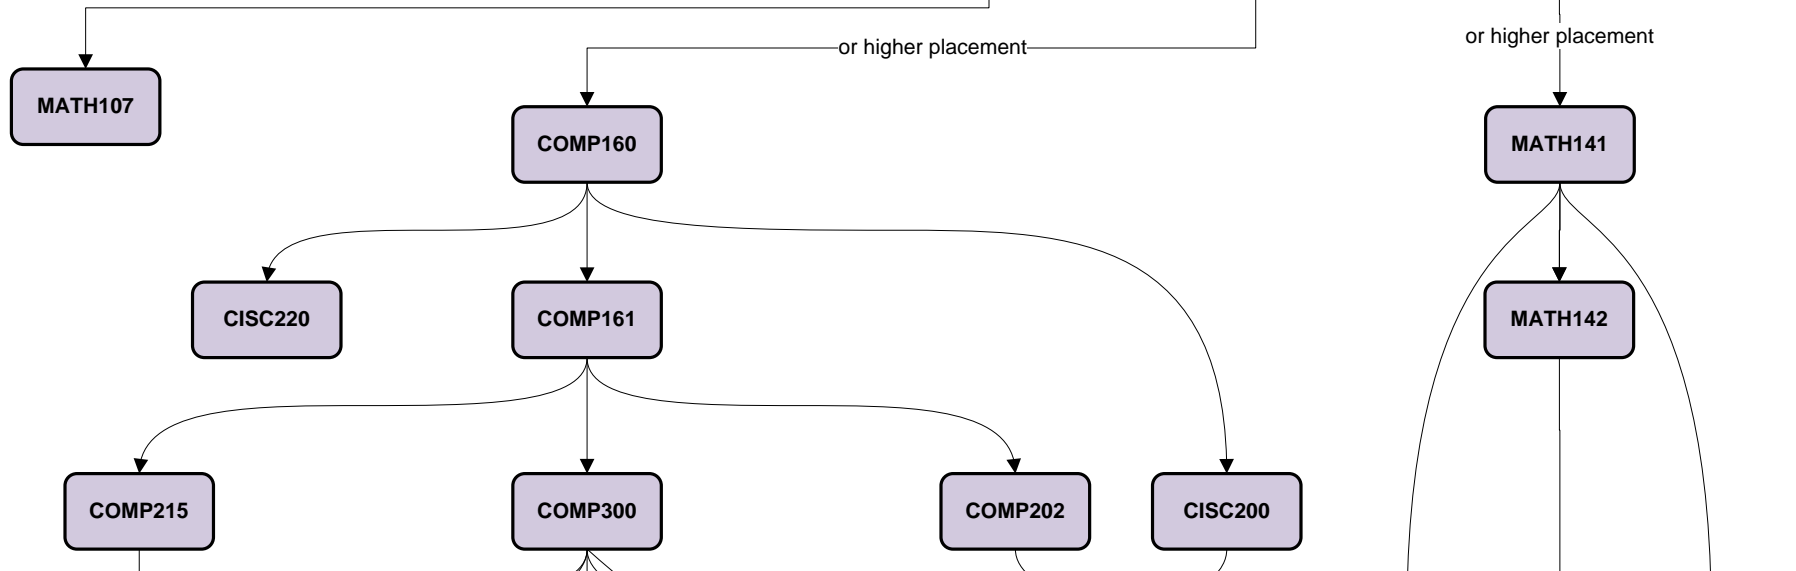 or higher placement
or higher placement
MATH107
COMP160
MATH141
CISC220
COMP161
MATH142
COMP215
COMP300
COMP202
CISC200